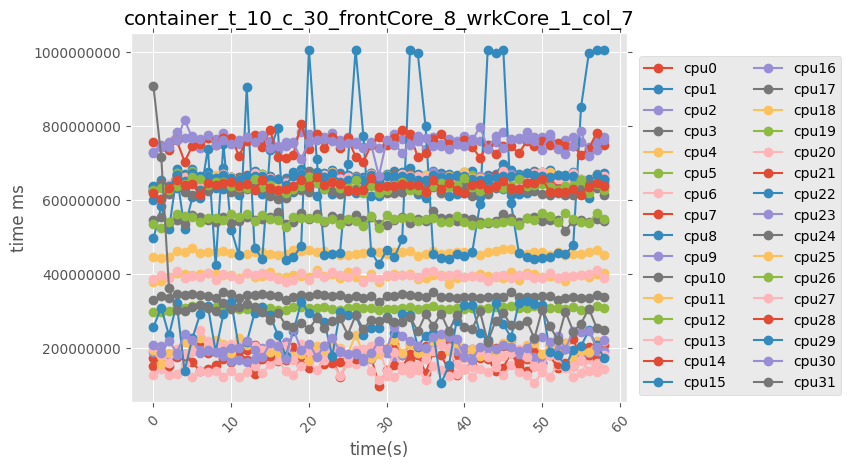 container_t_10_c_30_frontCore_8_wrkCore_1_col_7
time ms
1000000000
800000000
600000000
400000000
200000000
0
10
20
30
40
50
60
time(s)
cpu0
cpu1
cpu2
cpu3
cpu4
cpu5
cpu6
cpu7
cpu8
cpu9
cpu10
cpu11
cpu12
cpu13
cpu14
cpu15
cpu16
cpu17
cpu18
cpu19
cpu20
cpu21
cpu22
cpu23
cpu24
cpu25
cpu26
cpu27
cpu28
cpu29
cpu30
cpu31